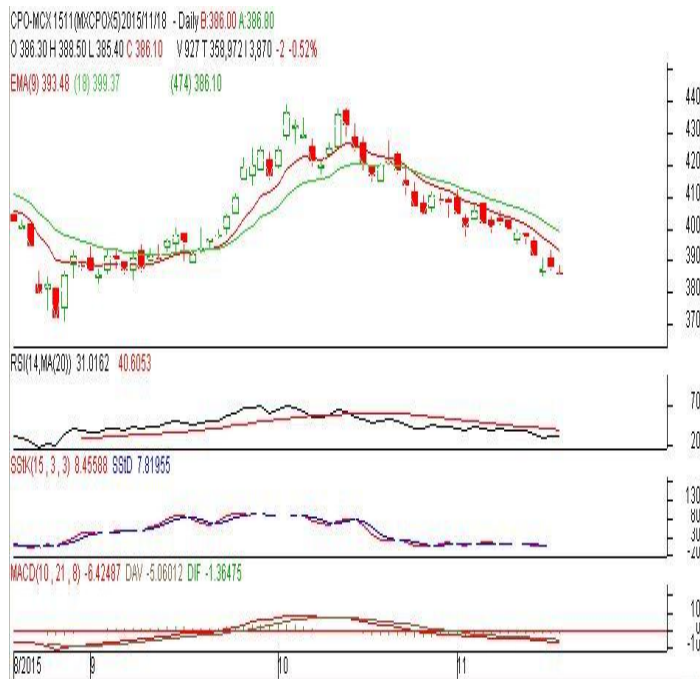 CPO-MCX 1511(MXCPOX5)2015/11/18 - Daily B:386.00 A:386.80
O 386.30 H 388.50 L 385.40 C 386.10 V 927 T 358,972 I 3,870 -2 -0.52%
EMA(9) 393.48 (18) 399.37 (474) 386.10
440
430
420
410
400
390
380
370
RSI(14,MA(20)) 31.0162 40.6053
70
20
SStK(15 , 3 , 3) 8.45588 SStD 7.81955
130
80
30
-20
MACD(10 , 21 , 8) -6.42487 DAV -5.06012 DIF -1.36475
10
0
-10
8/2015 9 10 11